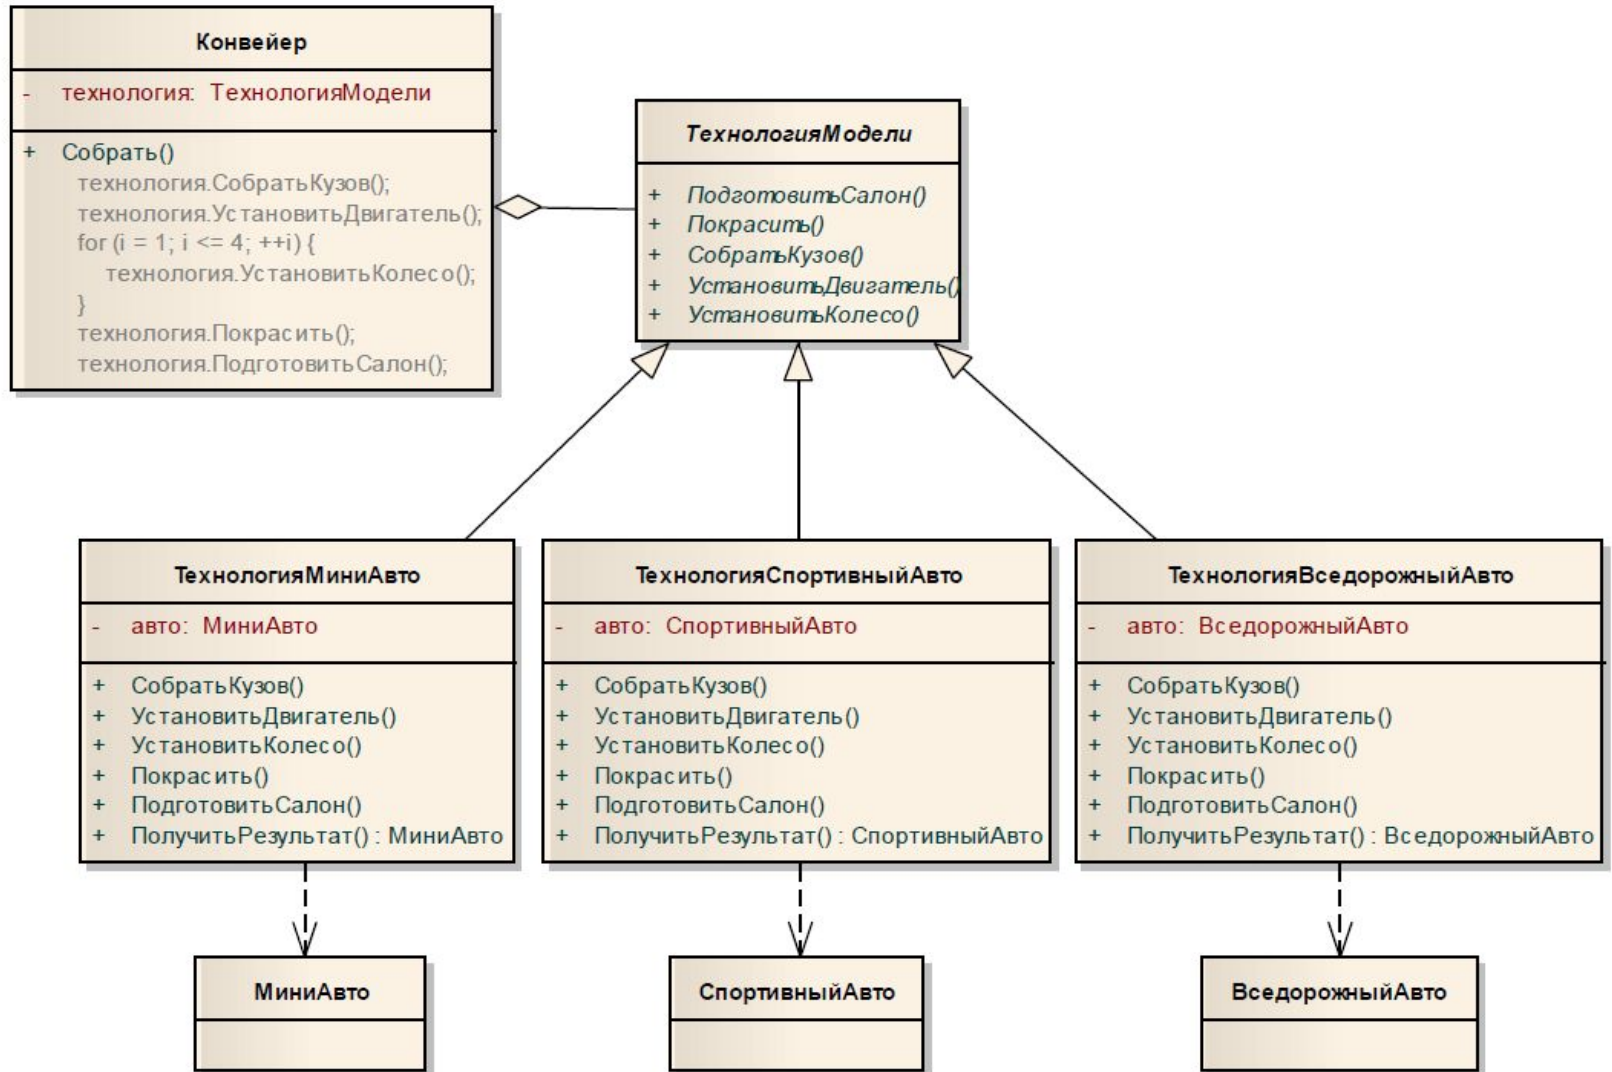 Конвейер
- технология: ТехнологияМодели
+ Собрать()
технология.СобратьКузов();
технология.УстановитьДвигатель();
for (i = 1; i <= 4; ++i) {
технология.УстановитьКолесо();
}
технология.Покрасить();
технология.ПодготовитьСалон();
ТехнологияМодели
+ ПодготовитьСалон()
+ Покрасить()
+ СобратьКузов()
+ УстановитьДвигатель()
+ УстановитьКолесо()
ТехнологияМиниАвто
- авто: МиниАвто
+ СобратьКузов()
+ УстановитьДвигатель()
+ УстановитьКолесо()
+ Покрасить()
+ ПодготовитьСалон()
+ ПолучитьРезультат() : МиниАвто
ТехнологияСпортивныйАвто
- авто: СпортивныйАвто
+ СобратьКузов()
+ УстановитьДвигатель()
+ УстановитьКолесо()
+ Покрасить()
+ ПодготовитьСалон()
+ ПолучитьРезультат() : СпортивныйАвто
ТехнологияВседорожныйАвто
- авто: ВседорожныйАвто
+ СобратьКузов()
+ УстановитьДвигатель()
+ УстановитьКолесо()
+ Покрасить()
+ ПодготовитьСалон()
+ ПолучитьРезультат() : ВседорожныйАвто
МиниАвто
СпортивныйАвто
ВседорожныйАвто